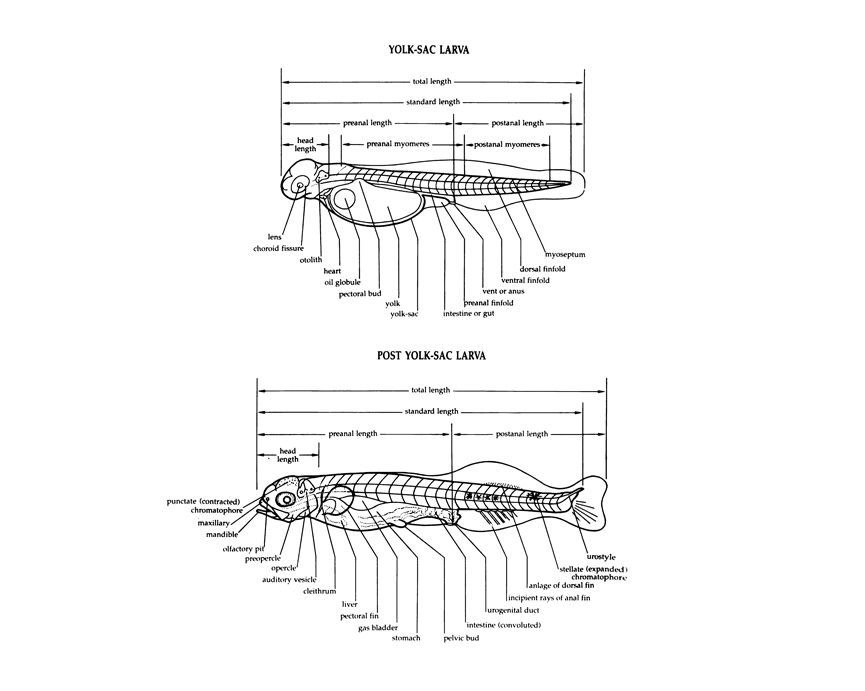 YOLK-SAC LARVA
total length
standard length
preanal length
postanal length
head
length
preanal myomeres
postanal myomeres
lens
choroid fissure
otolith
heart
oil globule
pectoral bud
yolk
yolk-sac
myoseptum
dorsal finfold
ventral finfold
vent or anus
preanal finfold
intestine or gut
POST YOLK-SAC LARVA
total length
standard length
preanal length
postanal length
head
length
punctate (contracted)
chromatophore
maxillary
mandible
olfactory pit
preopercle
opercle
auditory vesicle
cleithrum
liver
pectoral fin
gas bladder
stomach
urostyle
stellate (expanded)
chromatophore
anlage of dorsal fin
incipient rays of anal fin
urogenital duct
intestine (convoluted)
pelvic bud